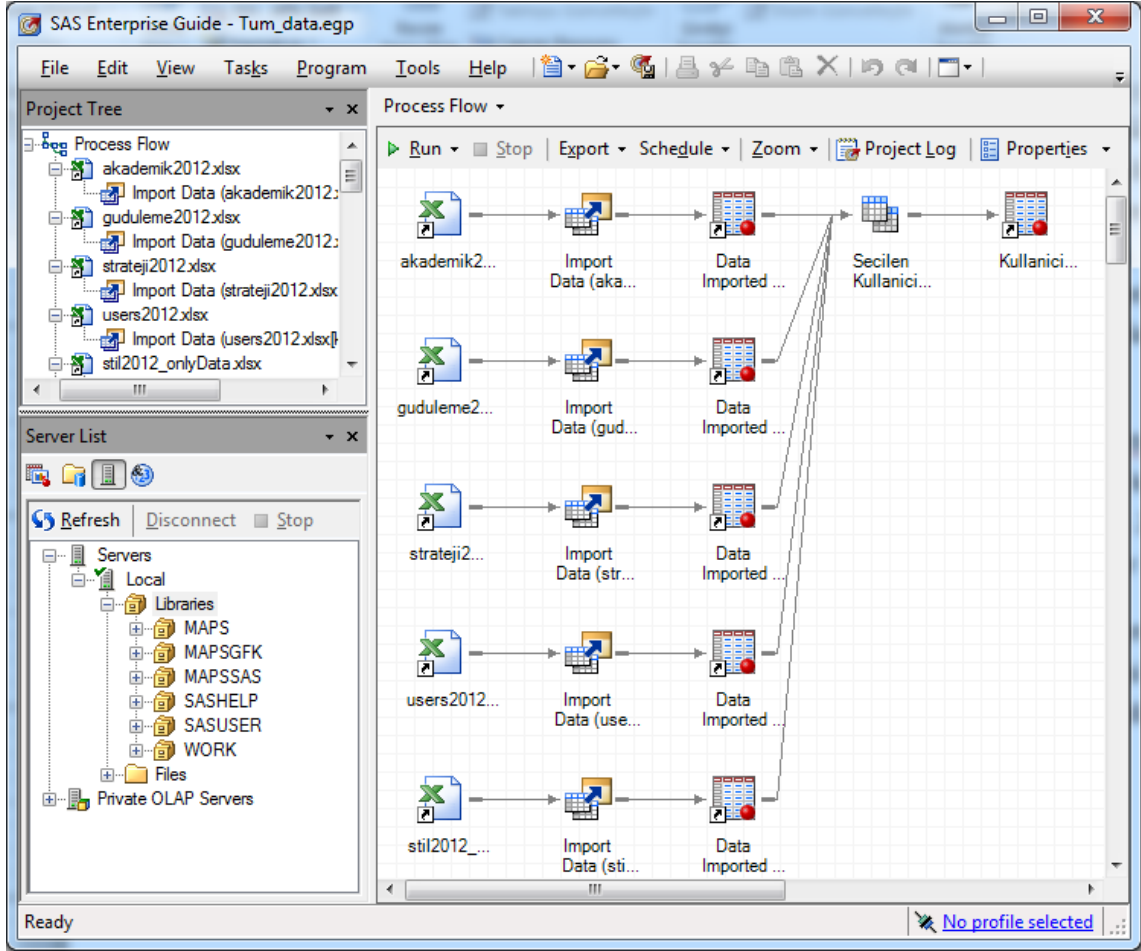 SAS Enterprise Guide - Tum_data.egp
File Edit View Tasks Program Tools Help
Project Tree
Process Flow
akademik2012.xlsx
Import Data (akademik2012.x
guduleme2012.xlsx
Import Data (guduleme2012.x
strateji2012.xlsx
Import Data (strateji2012.xlsx
users2012.xlsx
Import Data (users2012.xlsx[
stil2012_onlyData.xlsx
Server List
Refresh Disconnect Stop
Servers
Local
Libraries
MAPS
MAPSGFK
MAPSSAS
SASHELP
SASUSER
WORK
Files
Private OLAP Servers
Process Flow
Run Stop Export Schedule Zoom Project Log Properties
akademik2... Import Data Secilen Kullanici...
Data (aka... Imported ... Kullanici...
guduleme2... Import Data
Data (gud... Imported ...
strateji2... Import Data
Data (str... Imported ...
users2012... Import Data
Data (use... Imported ...
stil2012_... Import Data
Data (sti... Imported ...
Ready No profile selected